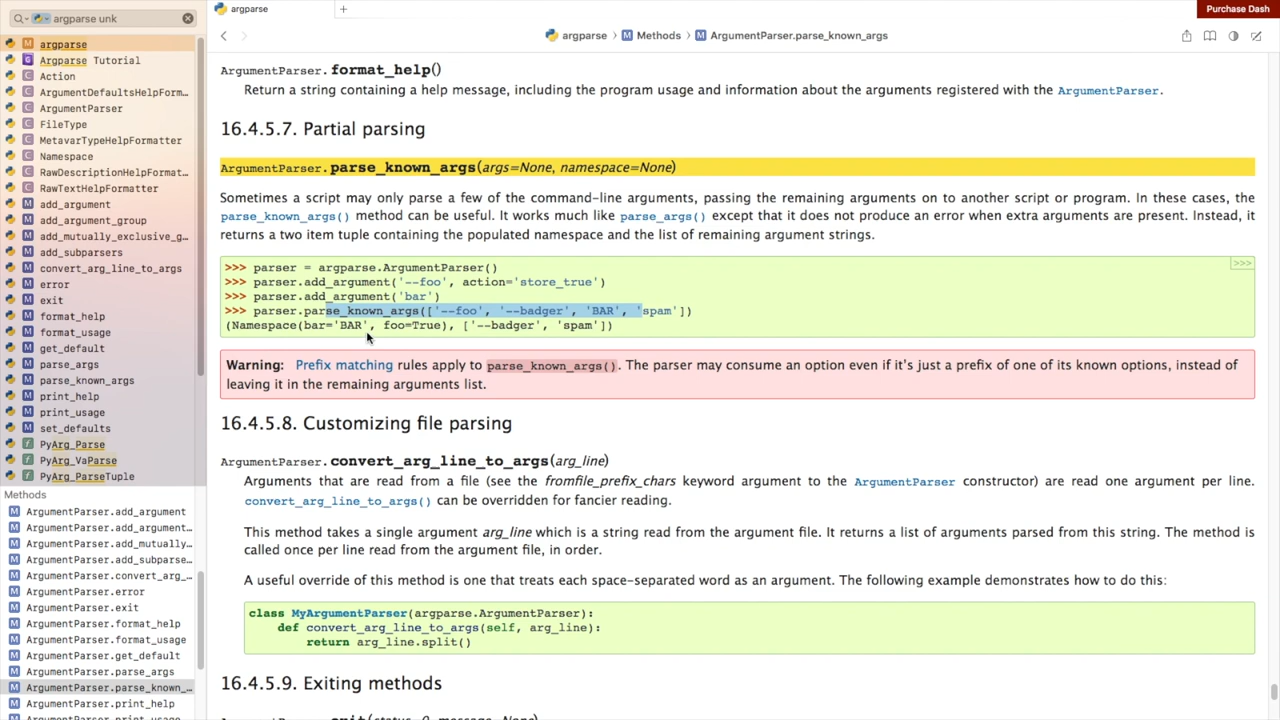 argparse unk
argparse
Argparse Tutorial
Action
ArgumentDefaultsHelpForm…
ArgumentParser
FileType
MetavarTypeHelpFormatter
Namespace
RawDescriptionHelpFormat…
RawTextHelpFormatter
add_argument
add_argument_group
add_mutually_exclusive_g…
add_subparsers
convert_arg_line_to_args
error
exit
format_help
format_usage
get_default
parse_args
parse_known_args
print_help
print_usage
set_defaults
PyArg_Parse
PyArg_VaParse
PyArg_ParseTuple
Methods
ArgumentParser.add_argument
ArgumentParser.add_argument…
ArgumentParser.add_mutually…
ArgumentParser.add_subparse…
ArgumentParser.convert_arg_…
ArgumentParser.error
ArgumentParser.exit
ArgumentParser.format_help
ArgumentParser.format_usage
ArgumentParser.get_default
ArgumentParser.parse_args
ArgumentParser.parse_known_…
ArgumentParser.print_help
ArgumentParser.print_usage
argparse
Purchase Dash
argparse › Methods › ArgumentParser.parse_known_args
ArgumentParser.format_help()
Return a string containing a help message, including the program usage and information about the arguments registered with the ArgumentParser.
16.4.5.7. Partial parsing
ArgumentParser.parse_known_args(args=None, namespace=None)
Sometimes a script may only parse a few of the command-line arguments, passing the remaining arguments on to another script or program. In these cases, the
parse_known_args() method can be useful. It works much like parse_args() except that it does not produce an error when extra arguments are present. Instead, it
returns a two item tuple containing the populated namespace and the list of remaining argument strings.
>>>
>>> parser = argparse.ArgumentParser()
>>> parser.add_argument('--foo', action='store_true')
>>> parser.add_argument('bar')
>>> parser.parse_known_args(['--foo', '--badger', 'BAR', 'spam'])
(Namespace(bar='BAR', foo=True), ['--badger', 'spam'])
Warning: Prefix matching rules apply to parse_known_args(). The parser may consume an option even if it's just a prefix of one of its known options, instead of
leaving it in the remaining arguments list.
16.4.5.8. Customizing file parsing
ArgumentParser.convert_arg_line_to_args(arg_line)
Arguments that are read from a file (see the fromfile_prefix_chars keyword argument to the ArgumentParser constructor) are read one argument per line.
convert_arg_line_to_args() can be overridden for fancier reading.
This method takes a single argument arg_line which is a string read from the argument file. It returns a list of arguments parsed from this string. The method is
called once per line read from the argument file, in order.
A useful override of this method is one that treats each space-separated word as an argument. The following example demonstrates how to do this:
class MyArgumentParser(argparse.ArgumentParser):
def convert_arg_line_to_args(self, arg_line):
return arg_line.split()
16.4.5.9. Exiting methods
ArgumentParser.exit(status=0, message=None)